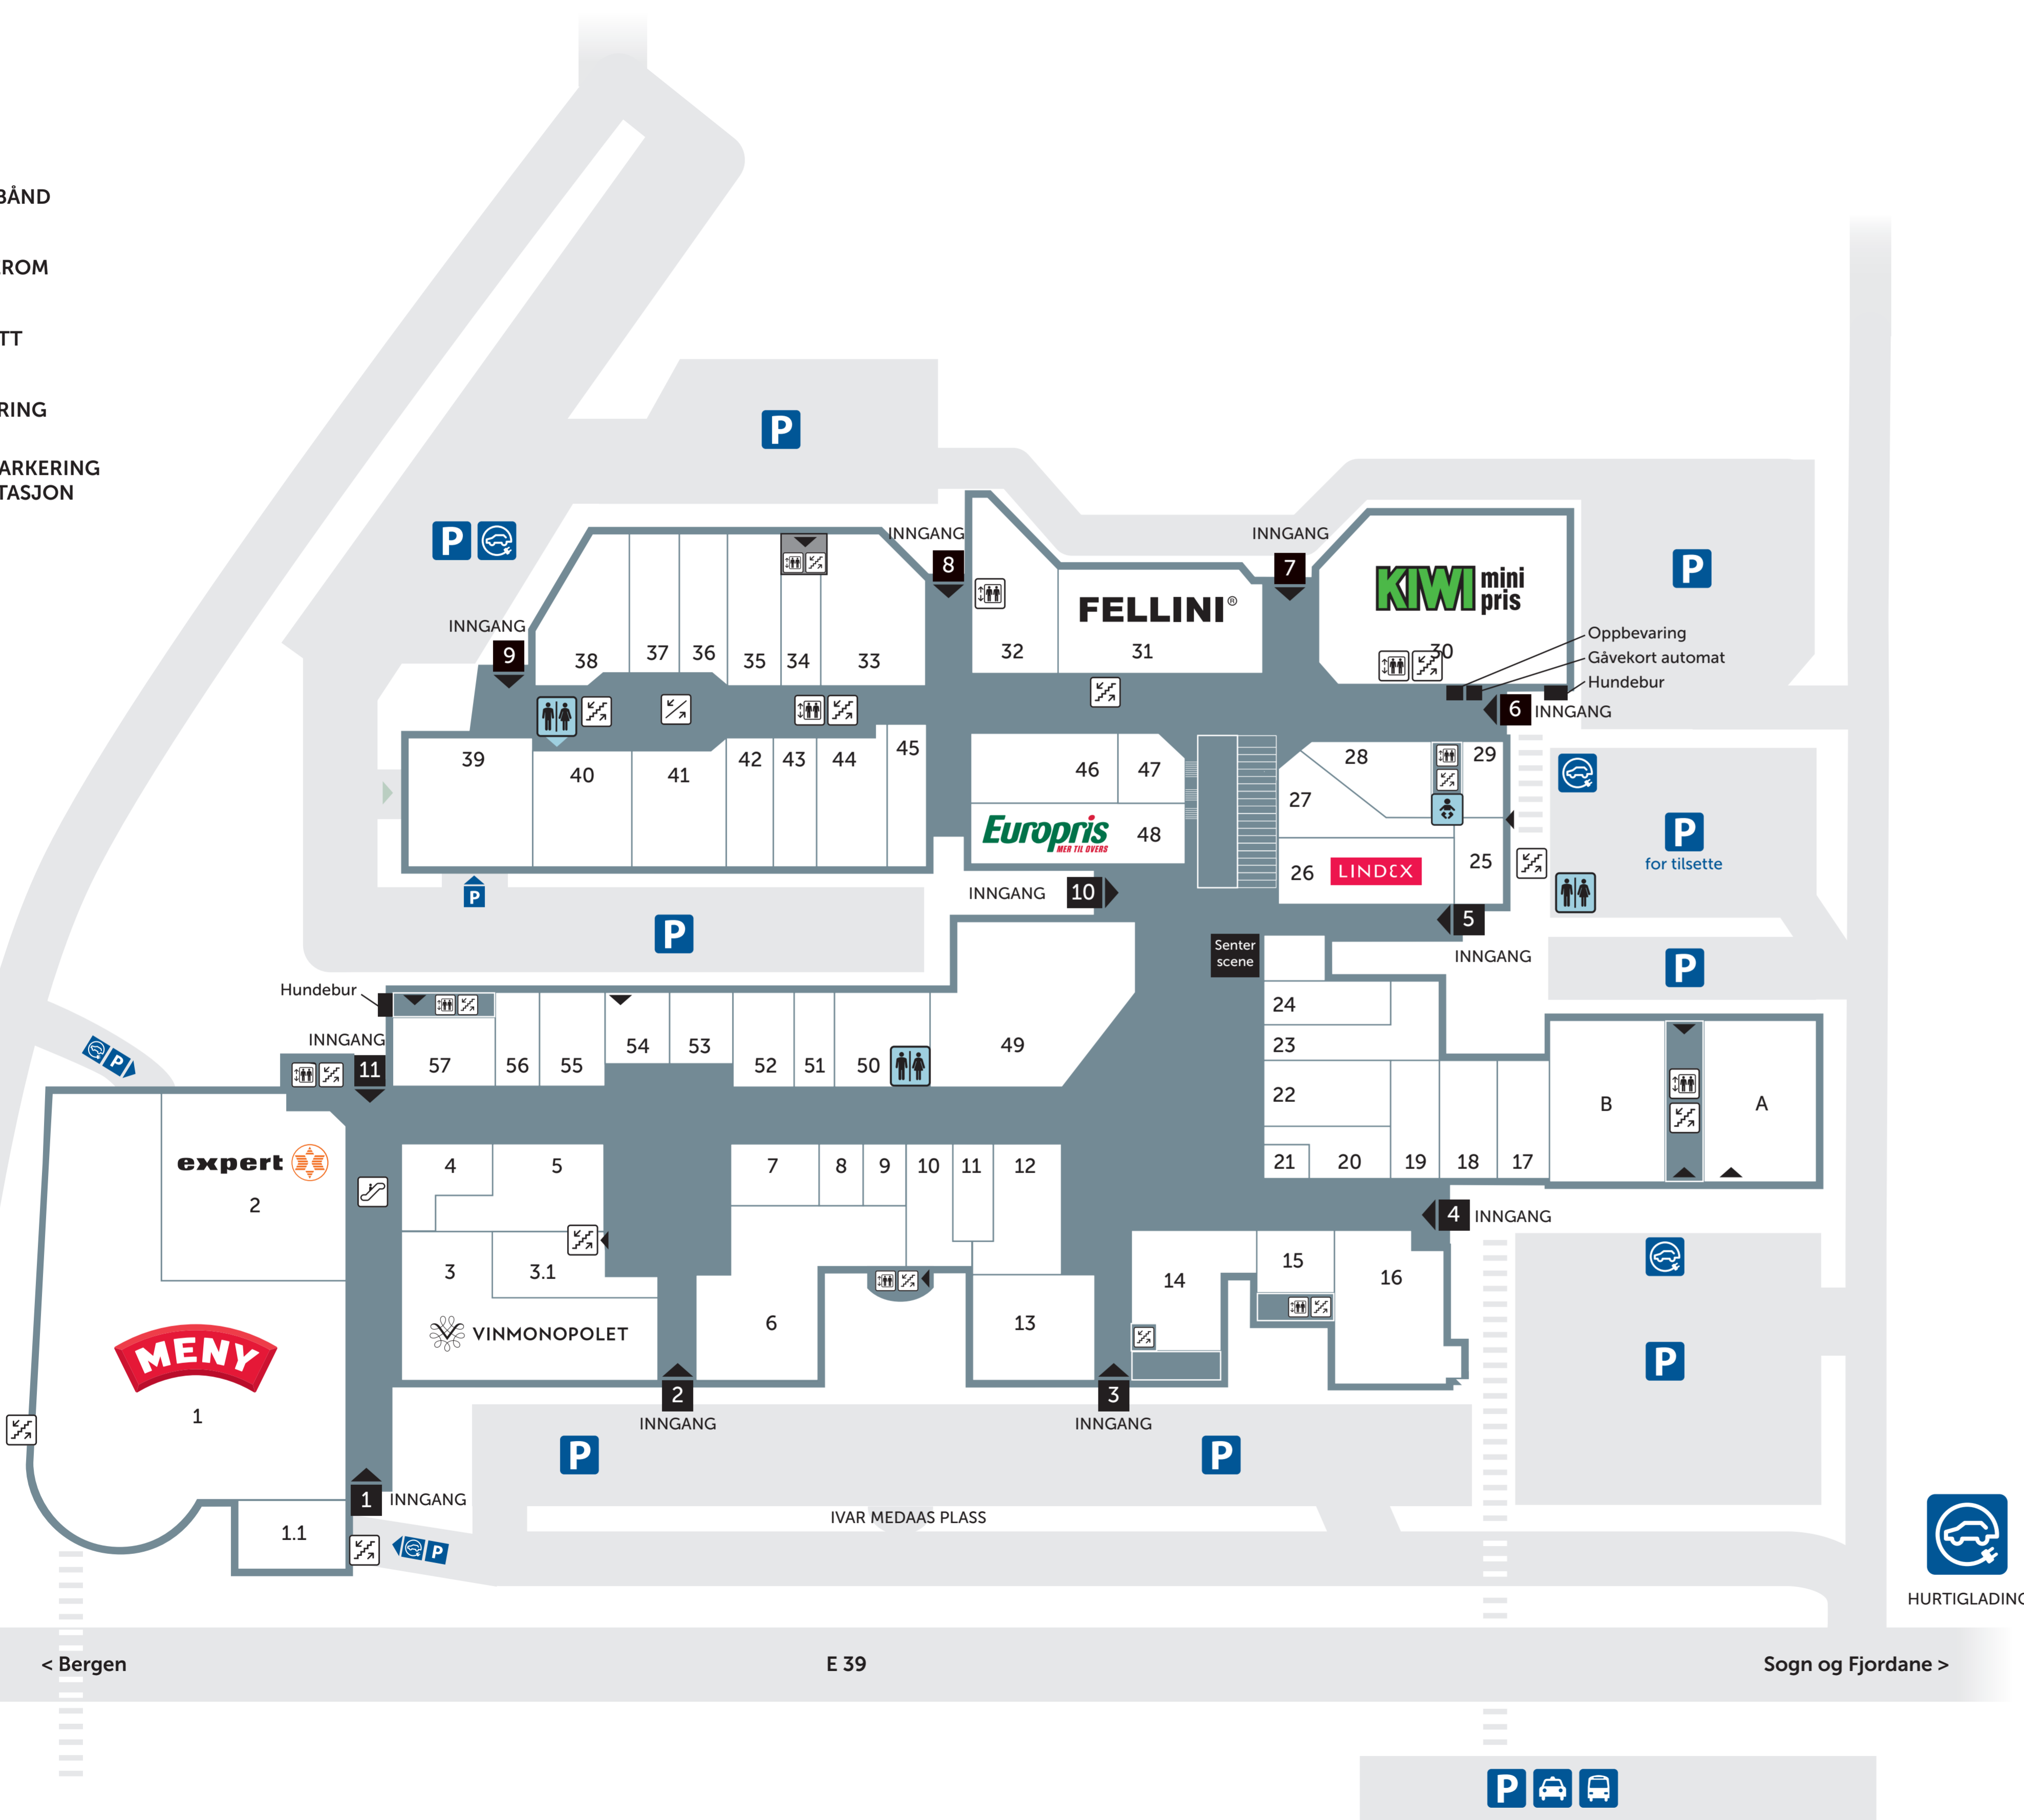 BÅND
EROM
TT
RING
ARKERING
TASJON
P
P
P
INNGANG
8
INNGANG
7
KIWI mini
pris
30
P
Oppbevaring
Gåvekort automat
Hundebur
6 INNGANG
INNGANG
9
38
37
36
35
34
33
32
FELLINI®
31
39
40
41
42
43
44
45
46
47
Europris
MER TIL OVERS
48
28
29
27
26
LINDEX
25
P
for tilsette
P
P
INNGANG 10
5
INNGANG
Senter
scene
P
Hundebur
INNGANG
11
57
56
55
54
53
52
51
50
49
24
23
22
21
20
19
18
17
B
A
P
expert
2
4
5
3
3.1
VINMONOPOLET
7
8
9
10
11
12
6
13
14
15
16
4 INNGANG
P
MENY
1
2
INNGANG
3
INNGANG
P
P
1 INNGANG
1.1
P
IVAR MEDAAS PLASS
HURTIGLADING
< Bergen
E 39
Sogn og Fjordane >
P